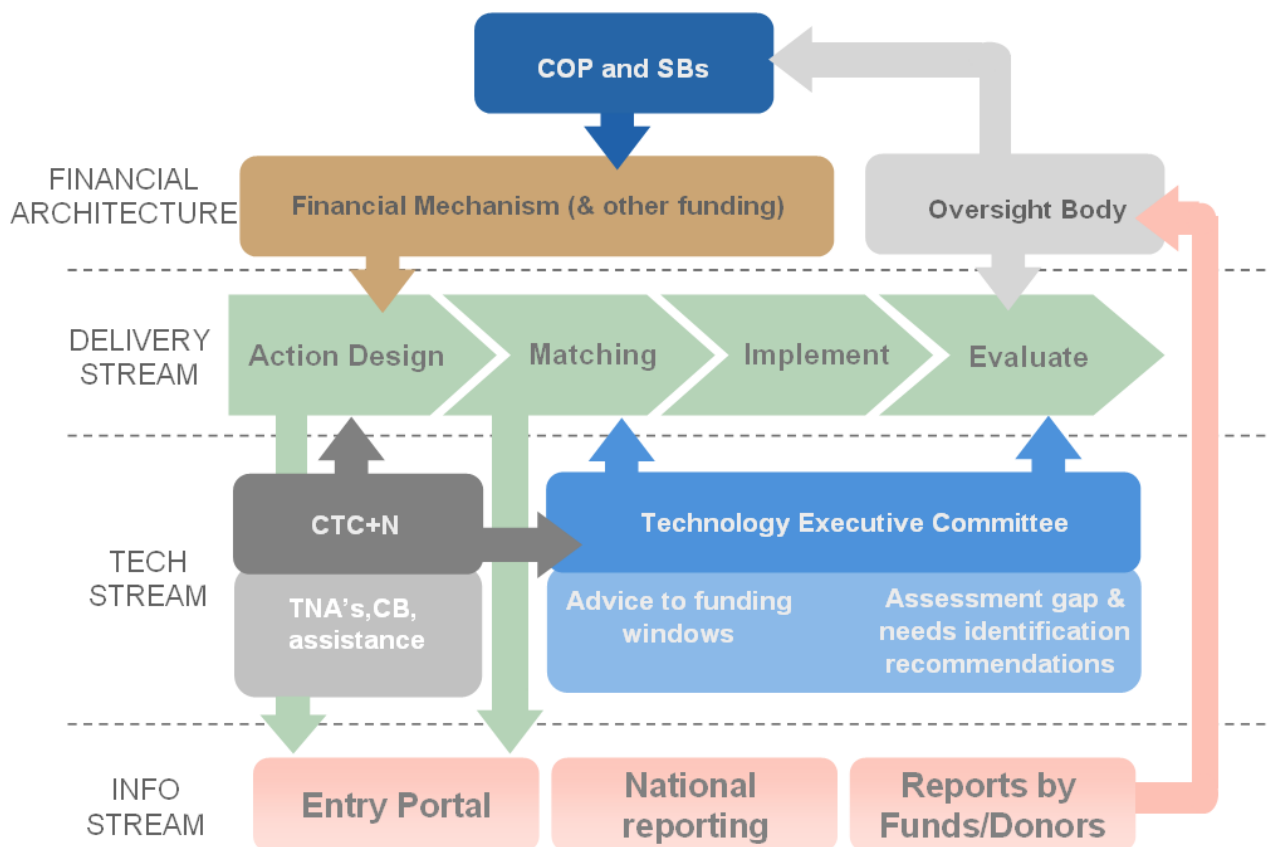 COP and SBs
FINANCIAL
ARCHITECTURE
Financial Mechanism (& other funding)
Oversight Body
DELIVERY
STREAM
Action Design
Matching
Implement
Evaluate
TECH
STREAM
CTC+N
TNA's,CB,
assistance
Technology Executive Committee
Advice to funding
windows
Assessment gap &
needs identification
recommendations
INFO
STREAM
Entry Portal
National
reporting
Reports by
Funds/Donors